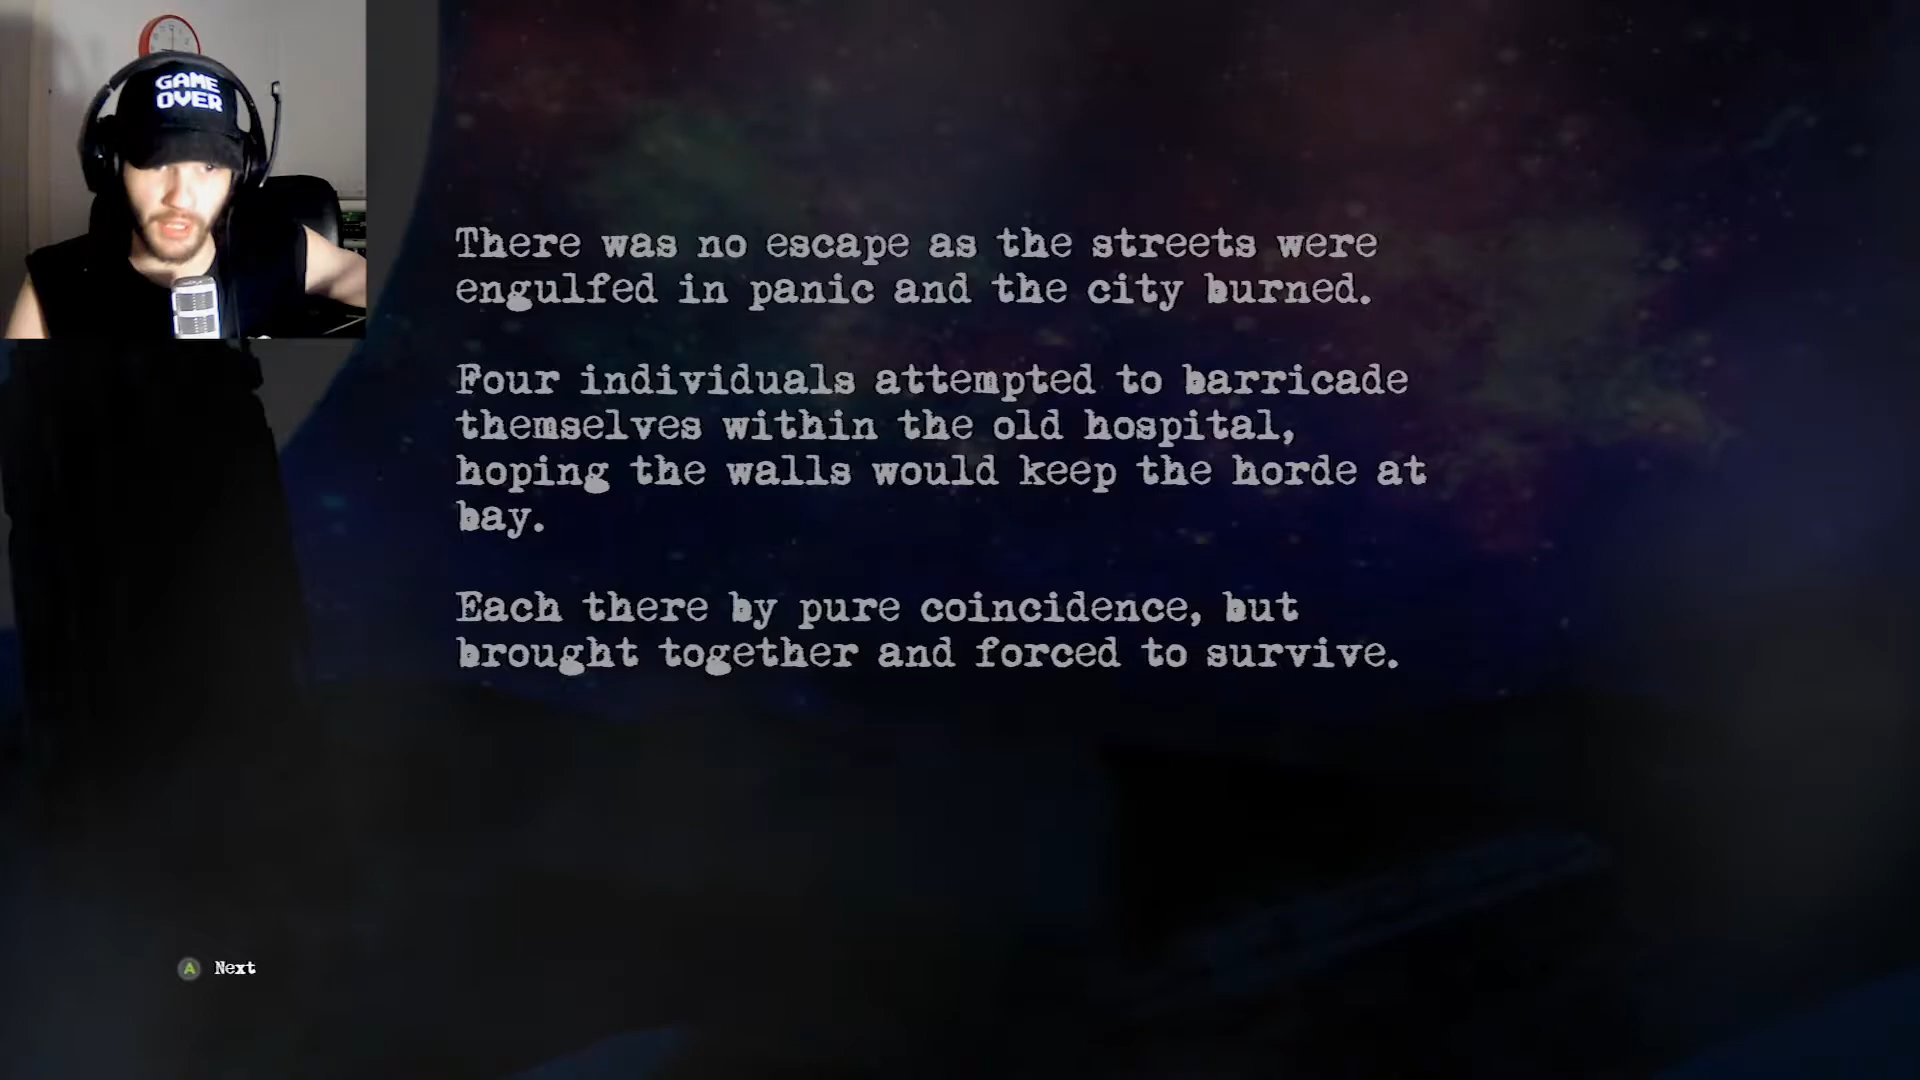 GAME
OVER
There was no escape as the streets were
engulfed in panic and the city burned.
Four individuals attempted to barricade
themselves within the old hospital,
hoping the walls would keep the horde at
bay.
Each there by pure coincidence, but
brought together and forced to survive.
A Next